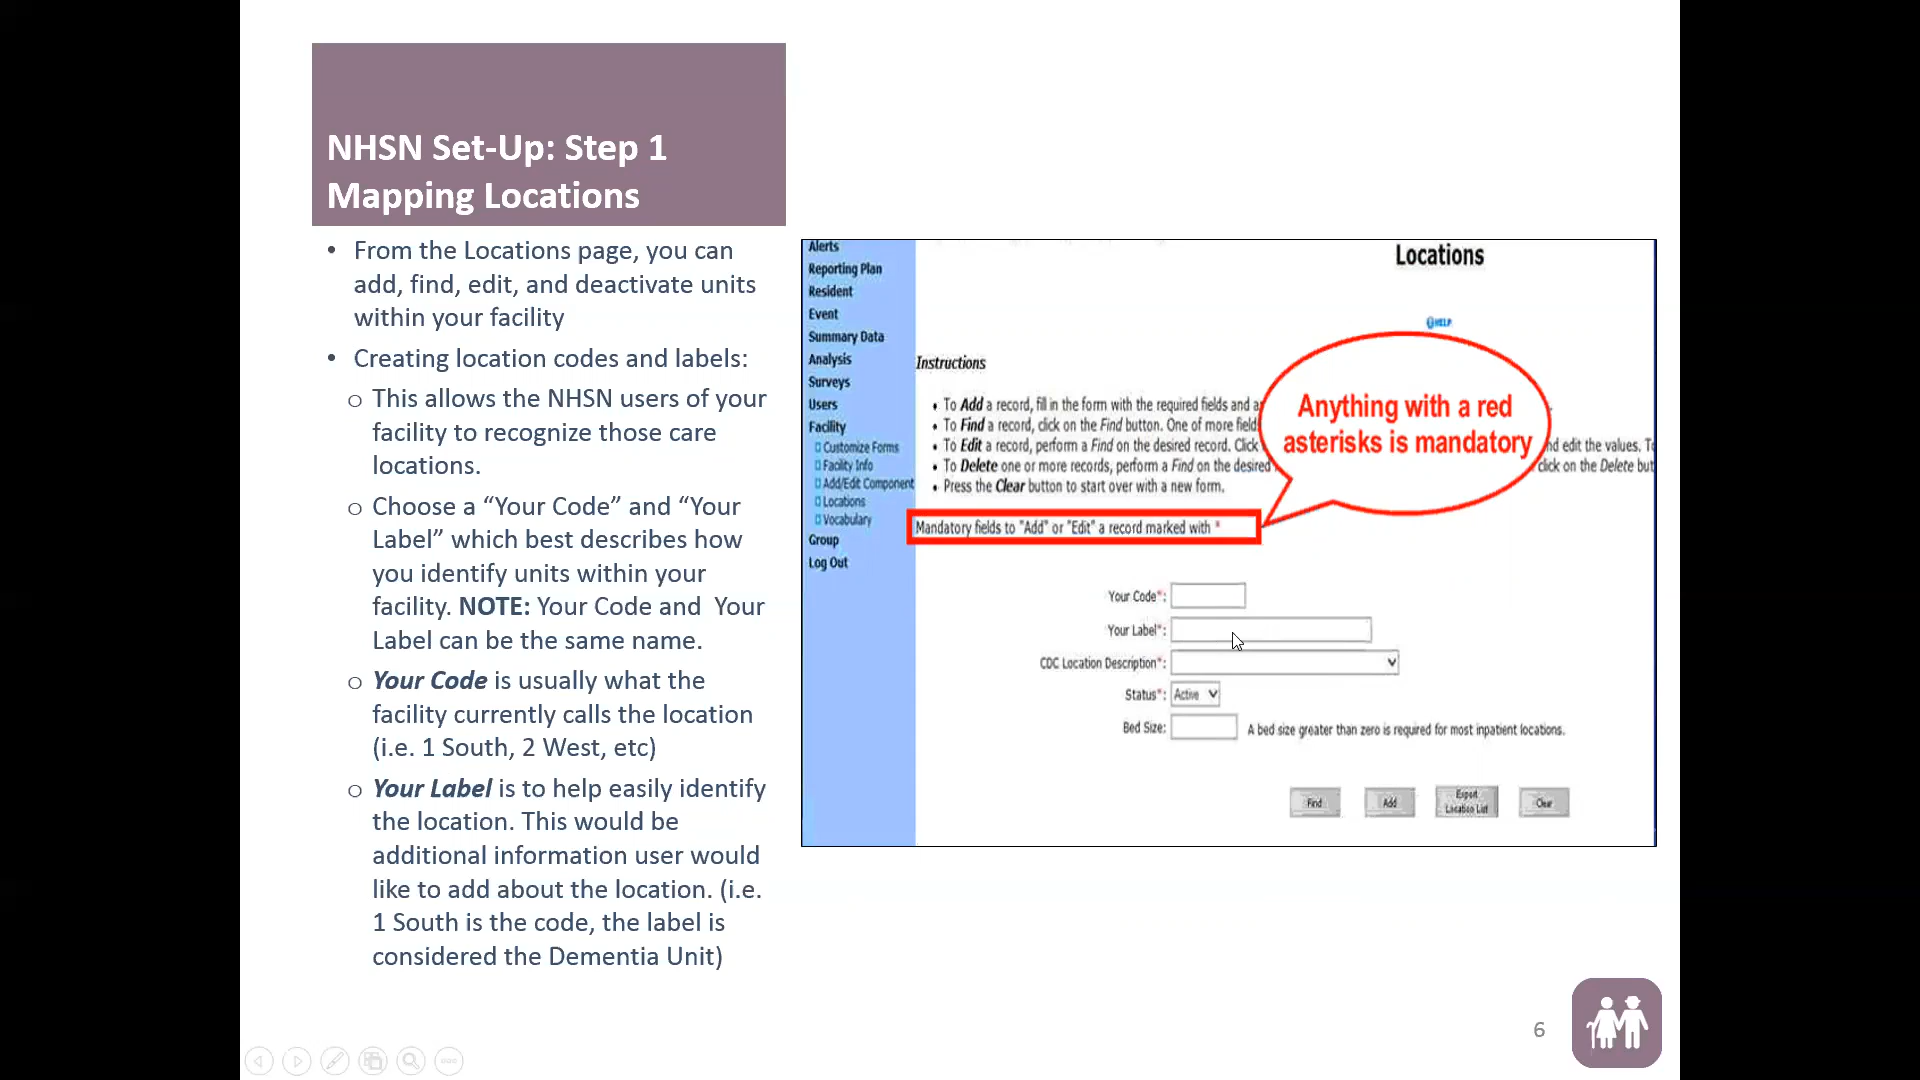 NHSN Set-Up: Step 1
Mapping Locations
• From the Locations page, you can
add, find, edit, and deactivate units
within your facility
• Creating location codes and labels:
o This allows the NHSN users of your
facility to recognize those care
locations.
o Choose a “Your Code” and “Your
Label” which best describes how
you identify units within your
facility. NOTE: Your Code and  Your
Label can be the same name.
o Your Code is usually what the
facility currently calls the location
(i.e. 1 South, 2 West, etc)
o Your Label is to help easily identify
the location. This would be
additional information user would
like to add about the location. (i.e.
1 South is the code, the label is
considered the Dementia Unit)
Alerts
Reporting Plan
Resident
Event
Summary Data
Analysis
Surveys
Users
Facility
Customize Forms
Facility Info
Add/Edit Component
Locations
Vocabulary
Group
Log Out
Locations
HELP
Instructions
• To Add a record, fill in the form with the required fields and
• To Find a record, click on the Find button. One of more
• To Edit a record, perform a Find on the desired record. Click and edit the values.
• To Delete one or more records, perform a Find on the desired click on the Delete
• Press the Clear button to start over with a new form.
Anything with a red
asterisks is mandatory
Mandatory fields to "Add" or "Edit" a record marked with *
Your Code*:
Your Label*:
CDC Location Description*:
Status*: Active
Bed Size: A bed size greater than zero is required for most inpatient locations.
Find
Add
Export
Location List
Clear
6